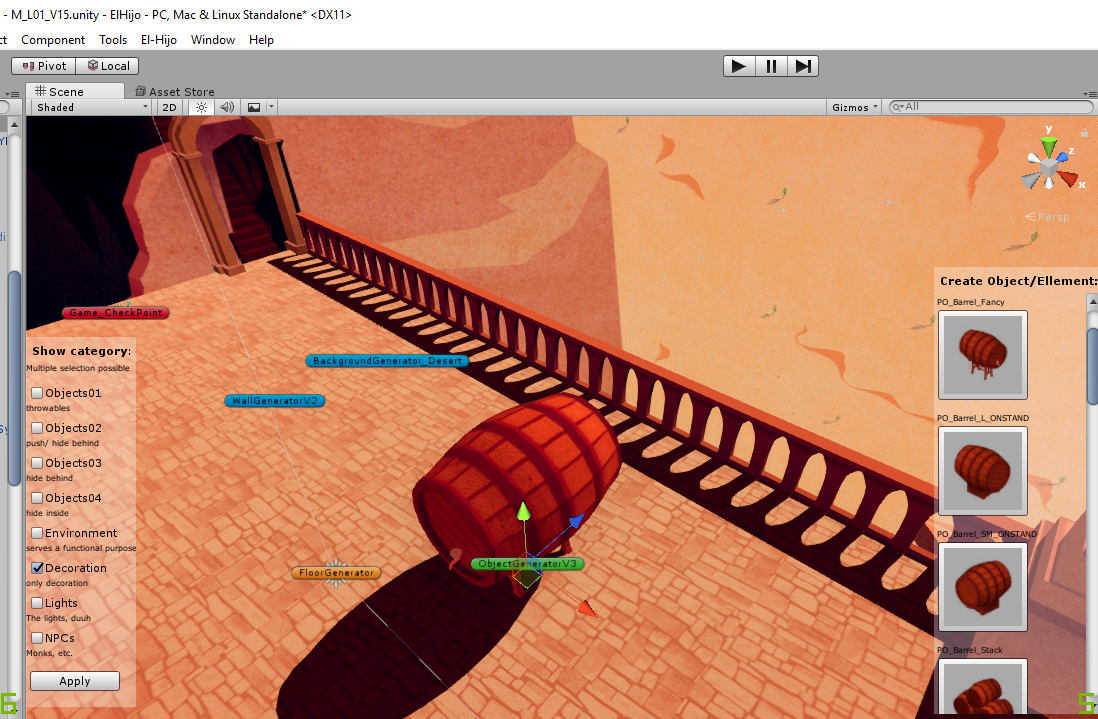 - M_L01_V15.unity - ElHijo - PC, Mac & Linux Standalone* <DX11>
ct Component Tools El-Hijo Window Help
Pivot Local
Scene Asset Store
Shaded 2D Gizmos All
y
z
x
Persp
Create Object/Ellement:
PO_Barrel_Fancy
Game_CheckPoint
Show category:
Multiple selection possible
BackgroundGenerator_Desert
Objects01
throwables
WallGeneratorV2
PO_Barrel_L_ONSTAND
Objects02
push/ hide behind
Objects03
hide behind
Objects04
hide inside
Environment
serves a functional purpose
PO_Barrel_SM_ONSTAND
Decoration
only decoration
ObjectGeneratorV3
FloorGenerator
Lights
The lights, duuh
NPCs
Monks, etc.
PO_Barrel_Stack
Apply
6
5